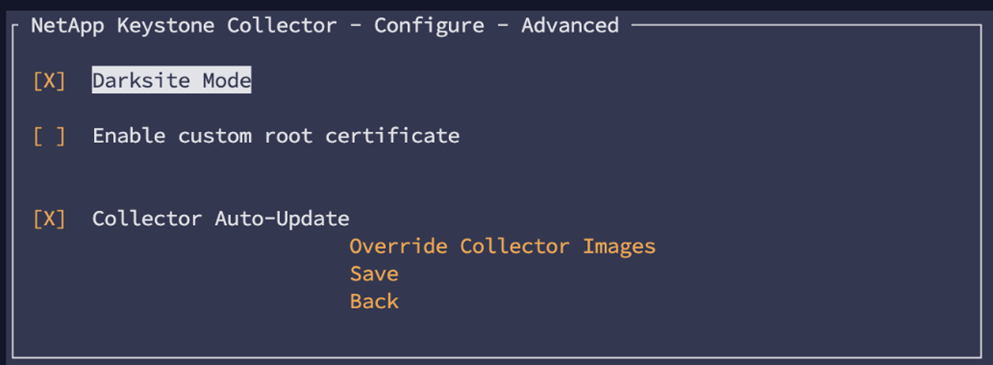 NetApp Keystone Collector - Configure - Advanced
[X] Darksite Mode
[ ] Enable custom root certificate
[X] Collector Auto-Update
Override Collector Images
Save
Back